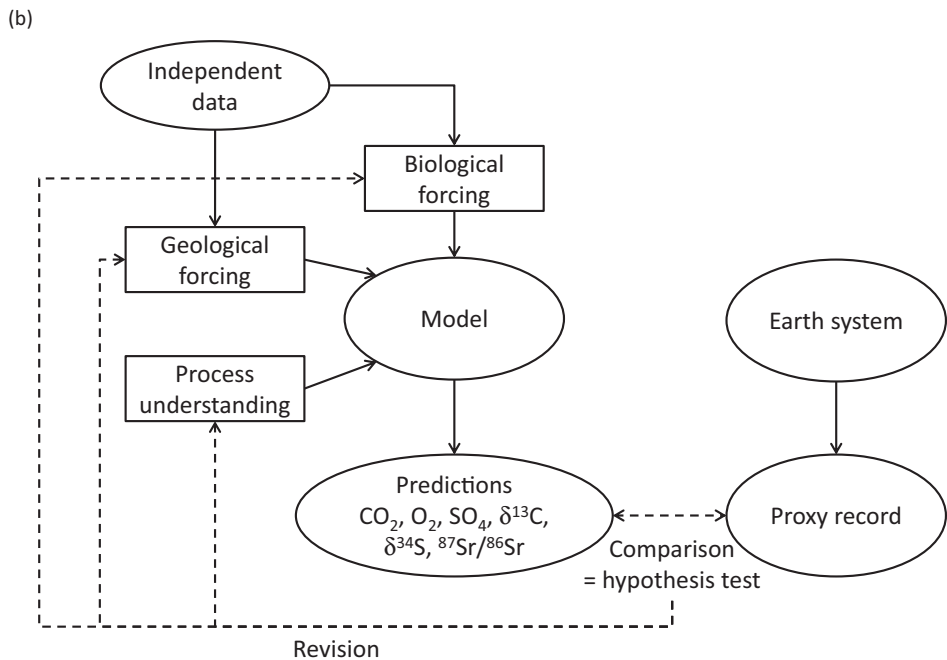 (b)
Independent
data
Biological
forcing
Geological
forcing
Model
Earth system
Process
understanding
Predictions
CO₂, O₂, SO₄, δ¹³C,
δ³⁴S, ⁸⁷Sr/⁸⁶Sr
Proxy record
Comparison
= hypothesis test
Revision